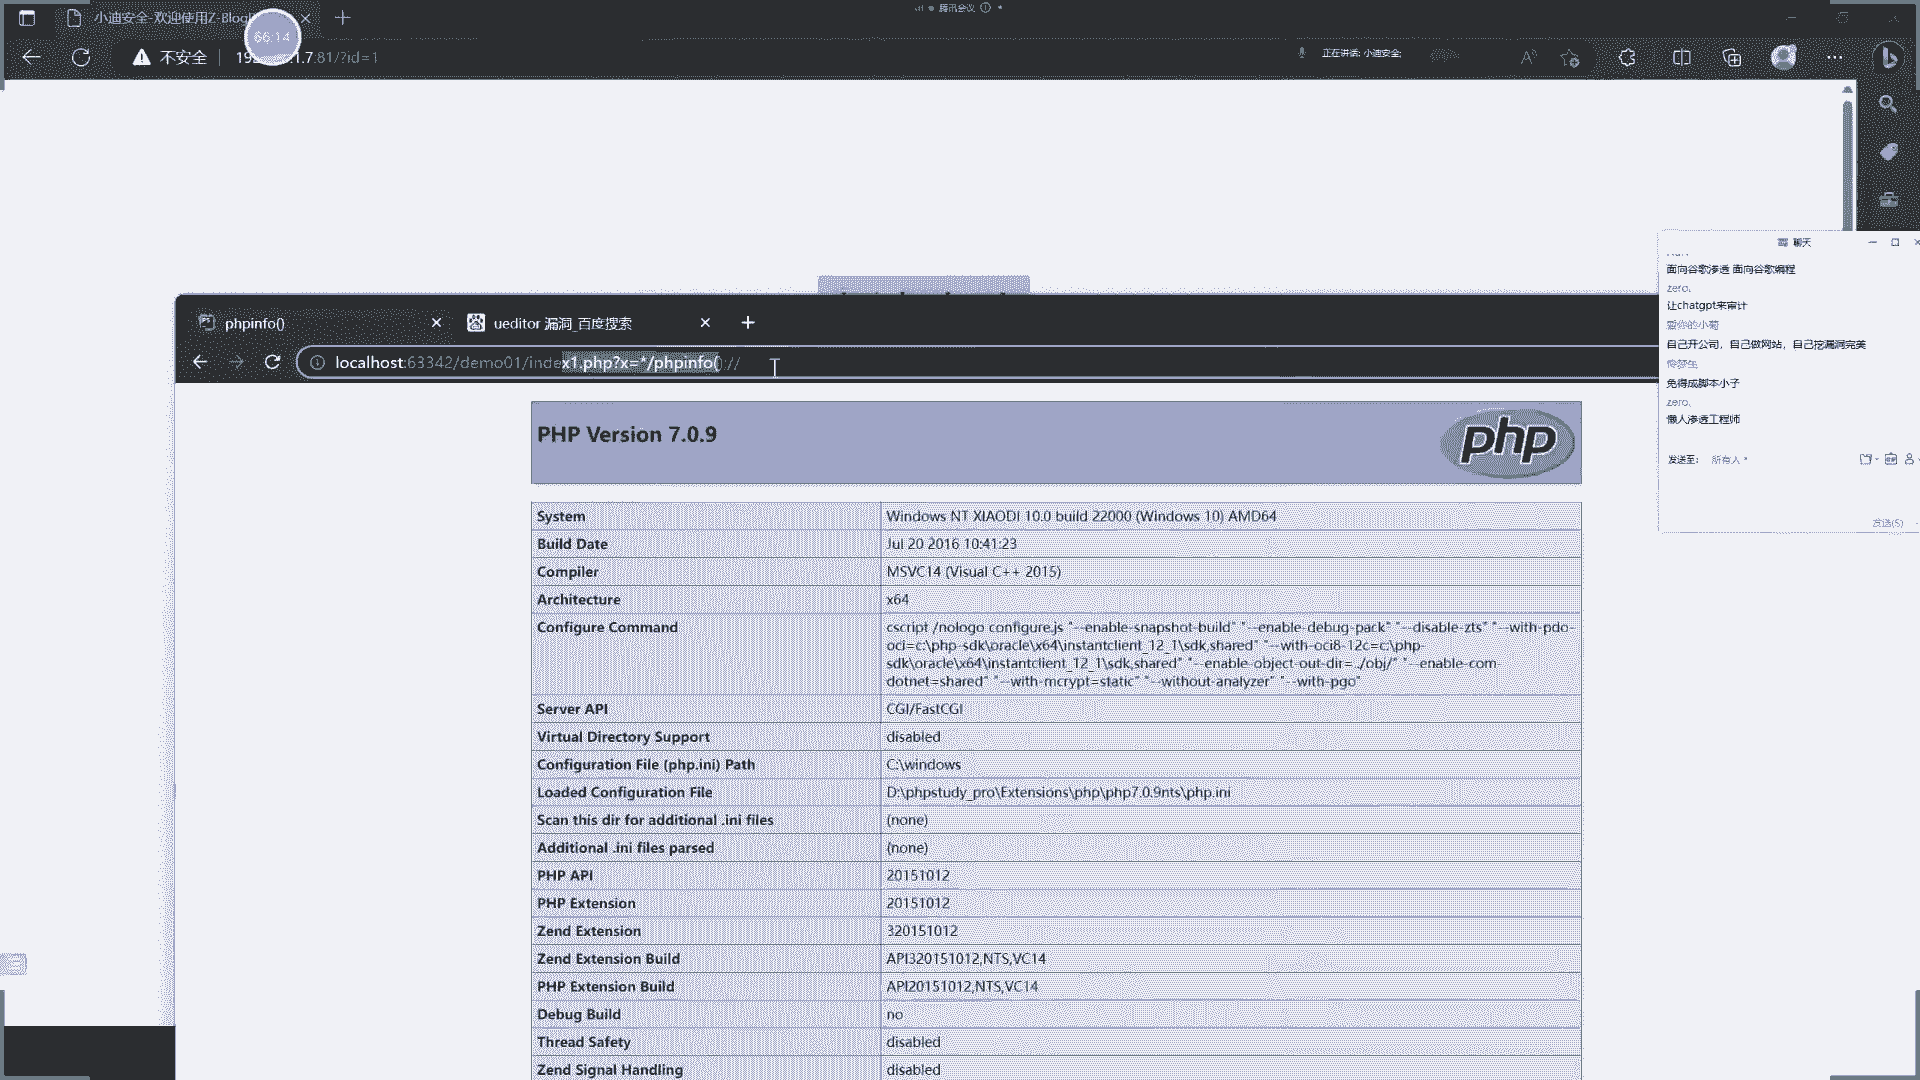 小迪安全-欢迎使用Z-Blog
66:14
腾讯会议
不安全
1.7:81/?id=1
正在讲话: 小迪安全;
聊天
面向谷歌渗透 面向谷歌编程
zero.
让chatgpt来审计
爱你的小菊
自己开公司，自己做网站，自己挖漏洞完美
免得成脚本小子
zero.
懒人渗透工程师
发送至: 所有人
发送(S)
phpinfo()
ueditor 漏洞_百度搜索
localhost:63342/demo01/index1.php?x=*/phpinfo();//
PHP Version 7.0.9
php
System Windows NT XIAODI 10.0 build 22000 (Windows 10) AMD64
Build Date Jul 20 2016 10:41:23
Compiler MSVC14 (Visual C++ 2015)
Architecture x64
Configure Command cscript /nologo configure.js "--enable-snapshot-build" "--enable-debug-pack" "--disable-zts" "--with-pdo-
oci=c:\php-sdk\oracle\x64\instantclient_12_1\sdk,shared" "--with-oci8-12c=c:\php-
sdk\oracle\x64\instantclient_12_1\sdk,shared" "--enable-object-out-dir=../obj/" "--enable-com-
dotnet=shared" "--with-mcrypt=static" "--without-analyzer" "--with-pgo"
Server API CGI/FastCGI
Virtual Directory Support disabled
Configuration File (php.ini) Path C:\windows
Loaded Configuration File D:\phpstudy_pro\Extensions\php\php7.0.9nts\php.ini
Scan this dir for additional .ini files (none)
Additional .ini files parsed (none)
PHP API 20151012
PHP Extension 20151012
Zend Extension 320151012
Zend Extension Build API320151012,NTS,VC14
PHP Extension Build API20151012,NTS,VC14
Debug Build no
Thread Safety disabled
Zend Signal Handling disabled